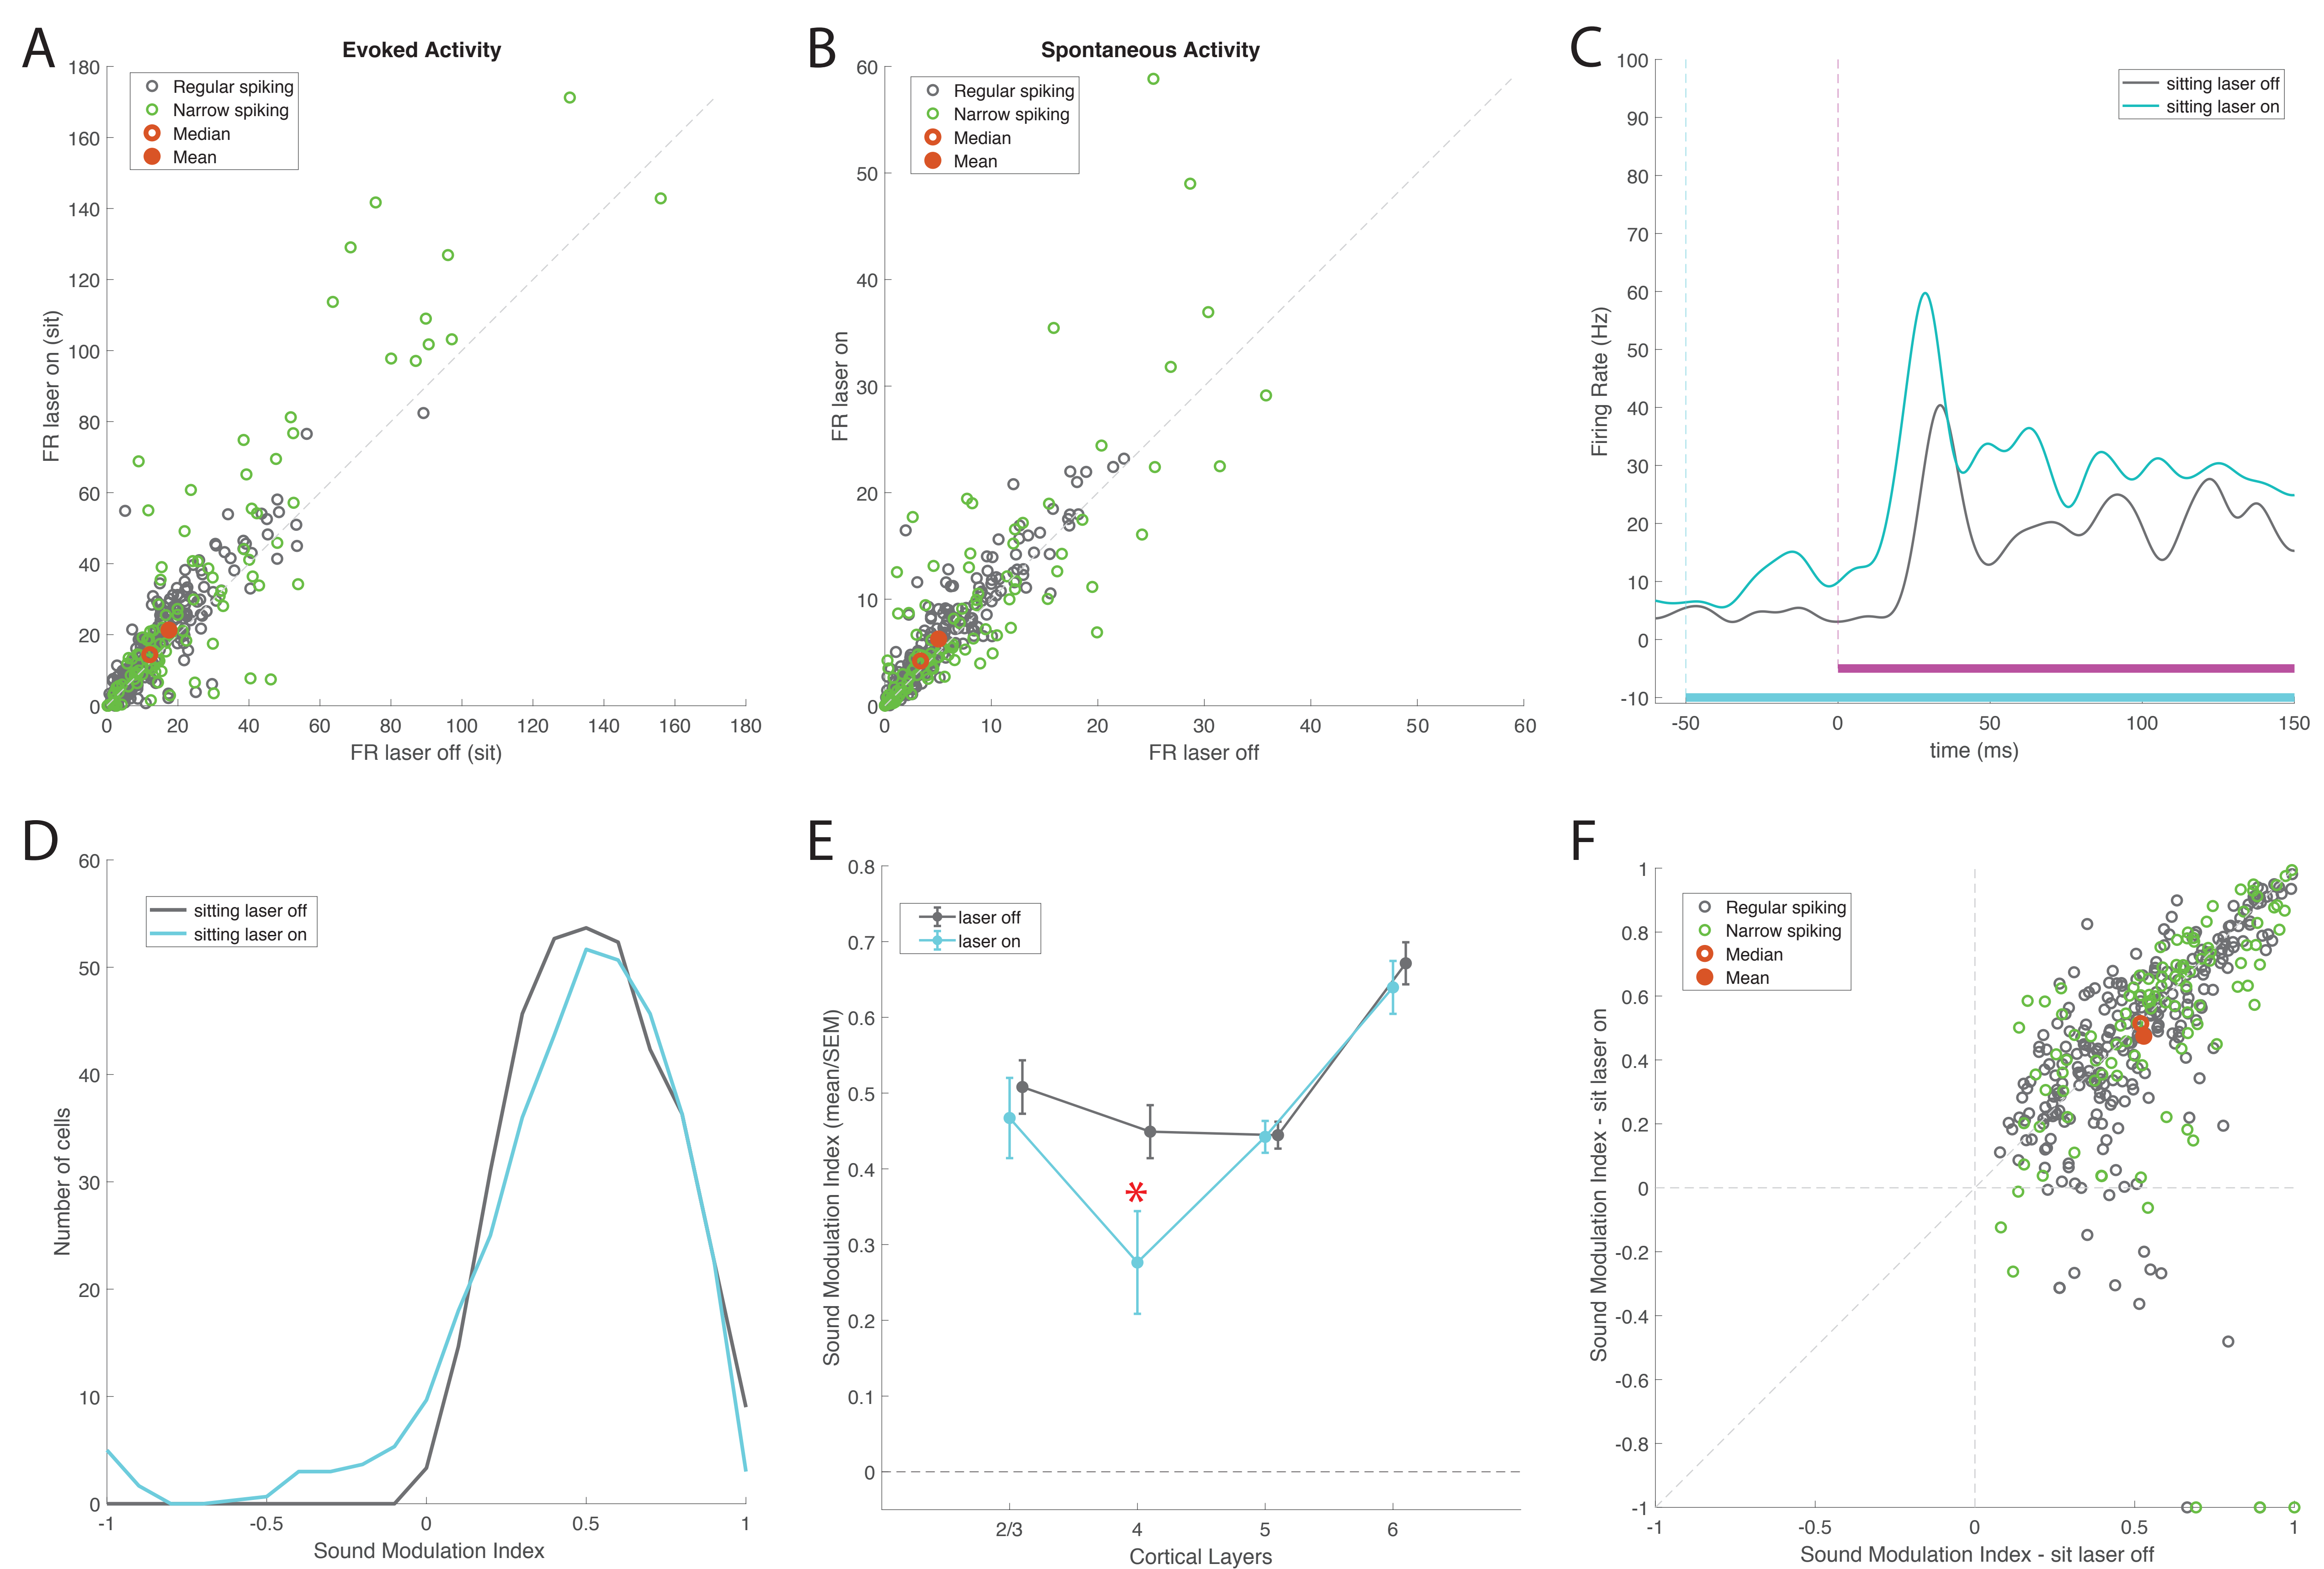 A
Evoked Activity
180
160
140
120
100
80
60
40
20
0
FR laser on (sit)
Regular spiking
Narrow spiking
Median
Mean
0 20 40 60 80 100 120 140 160 180
FR laser off (sit)
B
Spontaneous Activity
60
50
40
30
20
10
0
FR laser on
Regular spiking
Narrow spiking
Median
Mean
0 10 20 30 40 50 60
FR laser off
C
100
90
80
70
60
50
40
30
20
10
0
-10
Firing Rate (Hz)
sitting laser off
sitting laser on
-50 0 50 100 150
time (ms)
D
60
50
40
30
20
10
0
Number of cells
sitting laser off
sitting laser on
-1 -0.5 0 0.5 1
Sound Modulation Index
E
0.8
0.7
0.6
0.5
0.4
0.3
0.2
0.1
0
Sound Modulation Index (mean/SEM)
laser off
laser on
*
2/3 4 5 6
Cortical Layers
F
1
0.8
0.6
0.4
0.2
0
-0.2
-0.4
-0.6
-0.8
-1
Sound Modulation Index - sit laser on
Regular spiking
Narrow spiking
Median
Mean
-1 -0.5 0 0.5 1
Sound Modulation Index - sit laser off